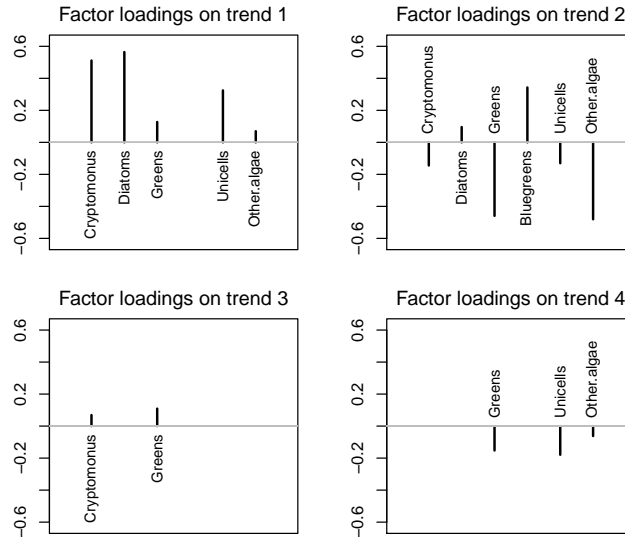 Factor loadings on trend 1
0.6
0.2
−0.2
−0.6
Cryptomonus
Diatoms
Greens
Unicells
Other.algae
Factor loadings on trend 2
0.6
0.2
−0.2
−0.6
Cryptomonus
Diatoms
Greens
Bluegreens
Unicells
Other.algae
Factor loadings on trend 3
0.6
0.2
−0.2
−0.6
Cryptomonus
Greens
Factor loadings on trend 4
0.6
0.2
−0.2
−0.6
Greens
Unicells
Other.algae